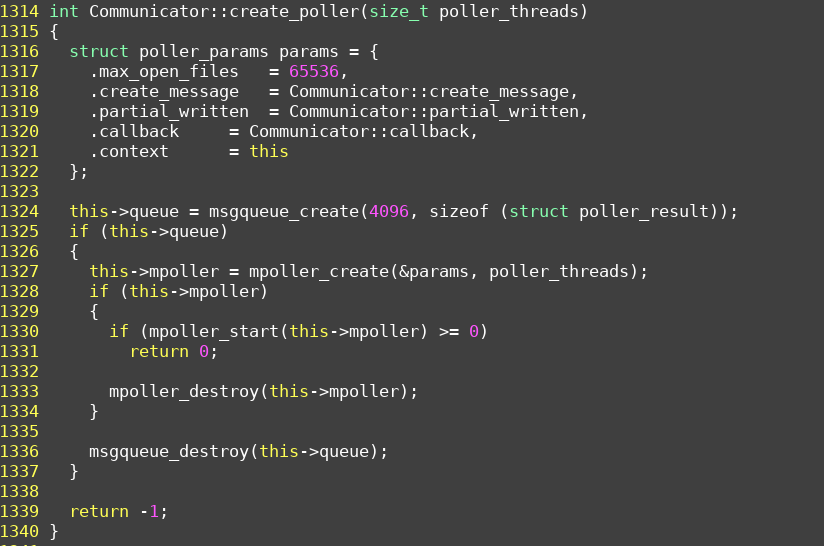 1314 int Communicator::create_poller(size_t poller_threads)
1315 {
1316   struct poller_params params = {
1317     .max_open_files   = 65536,
1318     .create_message   = Communicator::create_message,
1319     .partial_written  = Communicator::partial_written,
1320     .callback     = Communicator::callback,
1321     .context      = this
1322   };
1323
1324   this->queue = msgqueue_create(4096, sizeof (struct poller_result));
1325   if (this->queue)
1326   {
1327     this->mpoller = mpoller_create(&params, poller_threads);
1328     if (this->mpoller)
1329     {
1330       if (mpoller_start(this->mpoller) >= 0)
1331         return 0;
1332
1333       mpoller_destroy(this->mpoller);
1334     }
1335
1336     msgqueue_destroy(this->queue);
1337   }
1338
1339   return -1;
1340 }